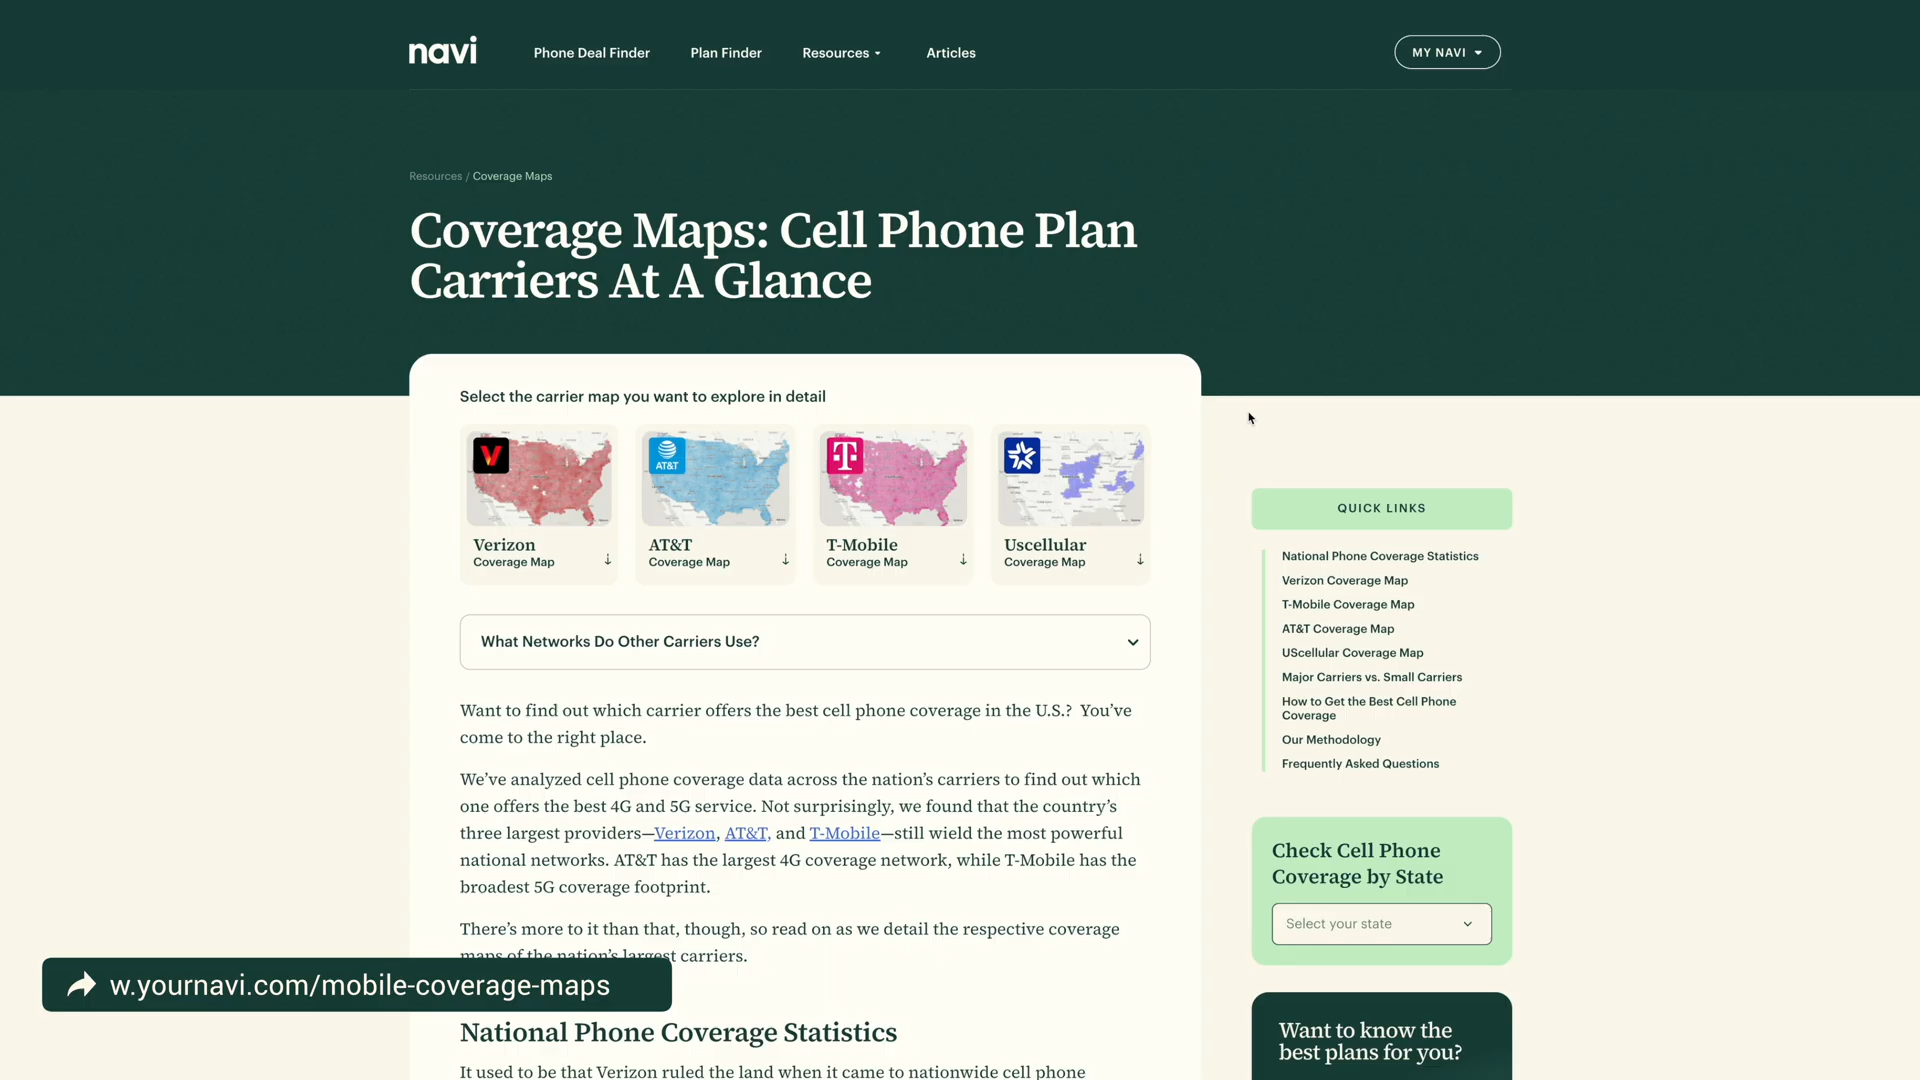 navi
Phone Deal Finder
Plan Finder
Resources
Articles
MY NAVI
Resources / Coverage Maps
Coverage Maps: Cell Phone Plan
Carriers At A Glance
Select the carrier map you want to explore in detail
AT&T
T
Verizon
Coverage Map
AT&T
Coverage Map
T-Mobile
Coverage Map
Uscellular
Coverage Map
What Networks Do Other Carriers Use?
Want to find out which carrier offers the best cell phone coverage in the U.S.? You’ve
come to the right place.
We’ve analyzed cell phone coverage data across the nation’s carriers to find out which
one offers the best 4G and 5G service. Not surprisingly, we found that the country’s
three largest providers—Verizon, AT&T, and T-Mobile—still wield the most powerful
national networks. AT&T has the largest 4G coverage network, while T-Mobile has the
broadest 5G coverage footprint.
There’s more to it than that, though, so read on as we detail the respective coverage
maps of the nation’s largest carriers.
National Phone Coverage Statistics
It used to be that Verizon ruled the land when it came to nationwide cell phone
QUICK LINKS
National Phone Coverage Statistics
Verizon Coverage Map
T-Mobile Coverage Map
AT&T Coverage Map
UScellular Coverage Map
Major Carriers vs. Small Carriers
How to Get the Best Cell Phone
Coverage
Our Methodology
Frequently Asked Questions
Check Cell Phone
Coverage by State
Select your state
Want to know the
best plans for you?
w.yournavi.com/mobile-coverage-maps